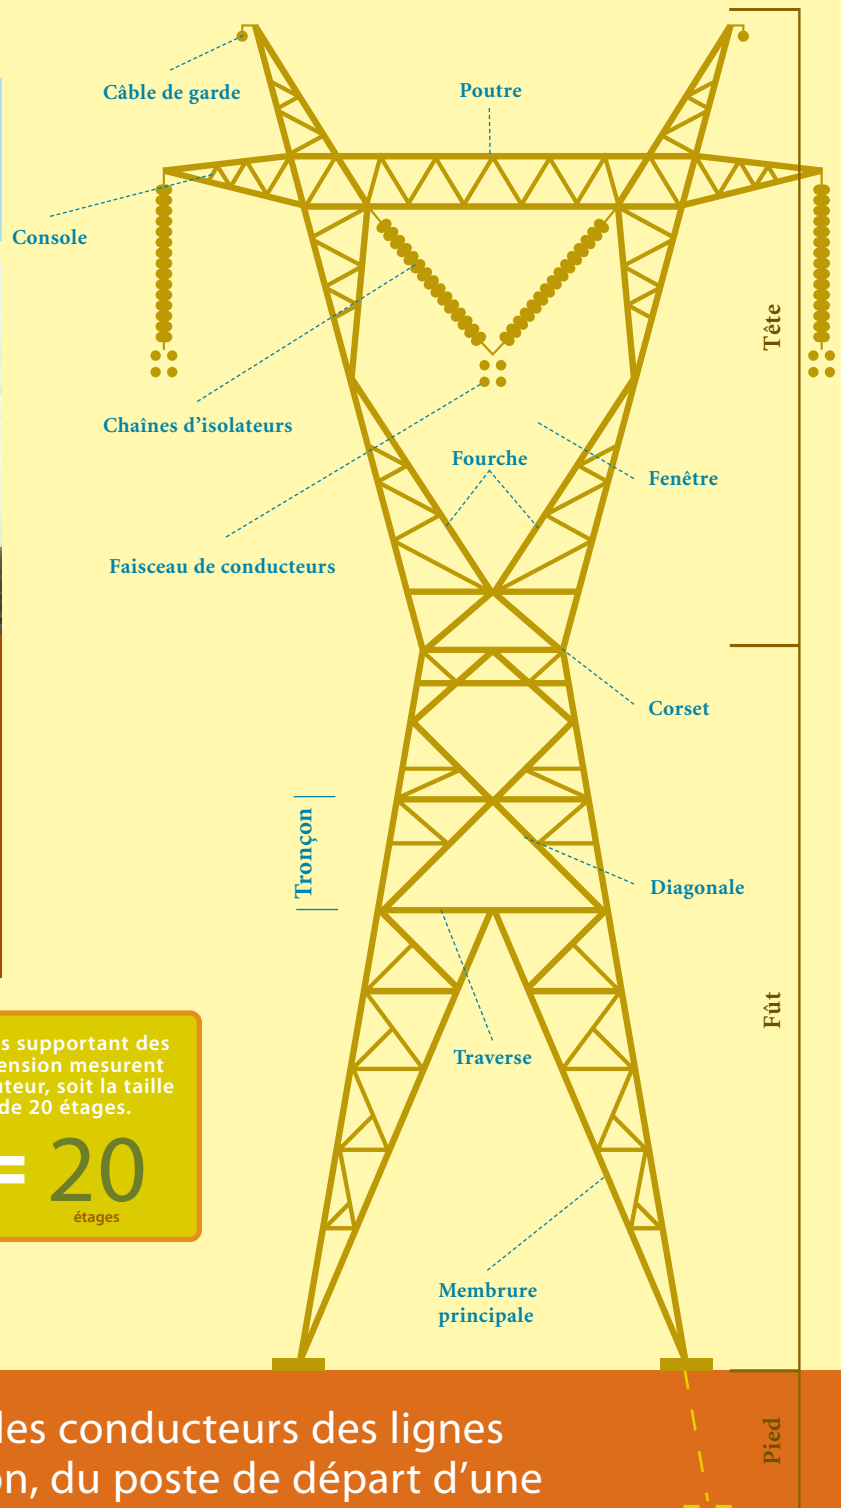 Câble de garde
Poutre
Console
Tête
Chaînes d’isolateurs
Fourche
Fenêtre
Faisceau de conducteurs
Corset
Tronçon
Diagonale
Fût
Traverse
s supportant des
ension mesurent
uteur, soit la taille
de 20 étages.
= 20
étages
Membrure
principale
Pied
les conducteurs des lignes
on, du poste de départ d’une